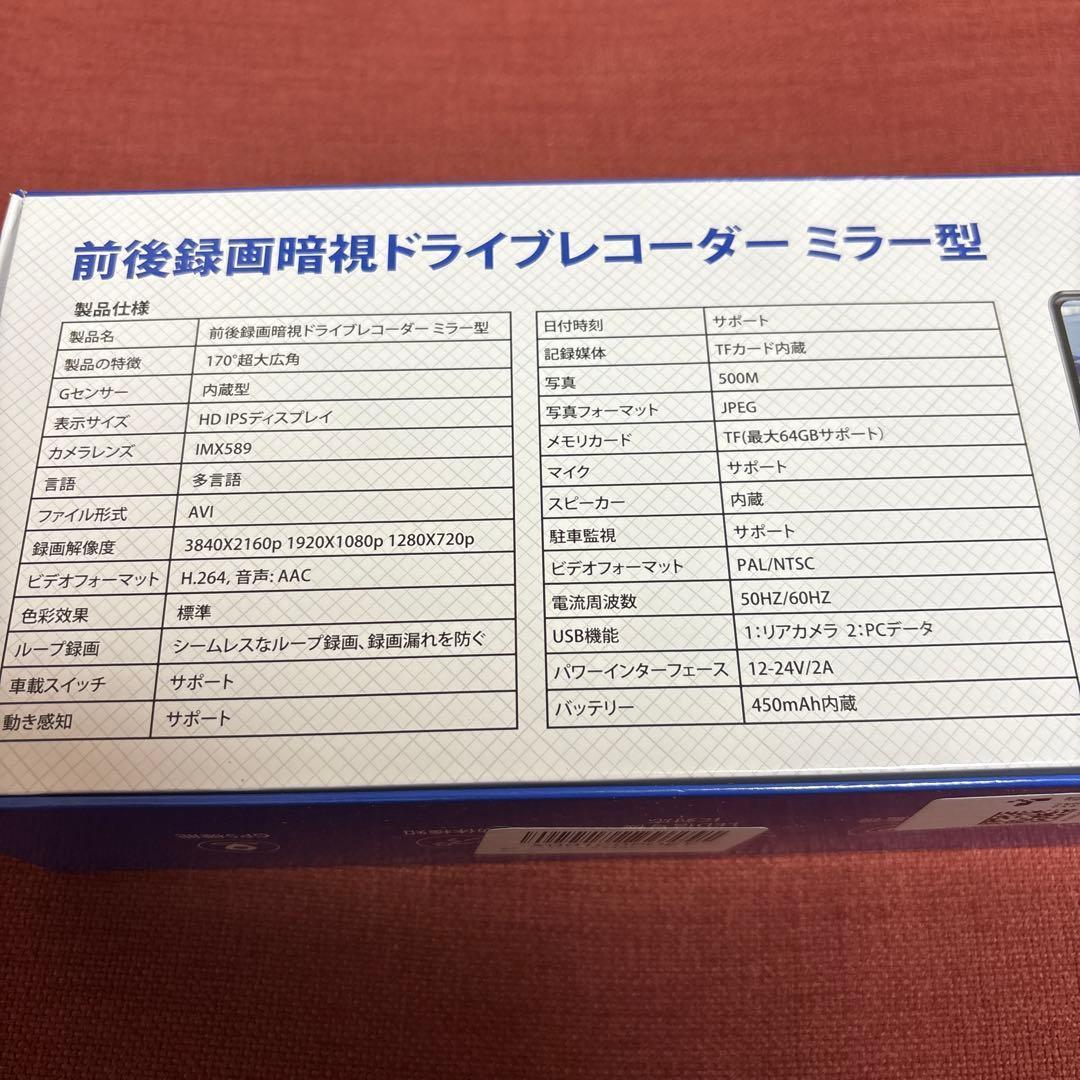 前後録画暗視ドライブレコーダー ミラー型
製品仕様
製品名 前後録画暗視ドライブレコーダー ミラー型
製品の特徴 170°超大広角
Gセンサー 内蔵型
表示サイズ HD IPSディスプレイ
カメラレンズ IMX589
言語 多言語
ファイル形式 AVI
録画解像度 3840X2160p 1920X1080p 1280X720p
ビデオフォーマット H.264, 音声: AAC
色彩効果 標準
ループ録画 シームレスなループ録画、録画漏れを防ぐ
車載スイッチ サポート
動き感知 サポート
日付時刻 サポート
記録媒体 TFカード内蔵
写真 500M
写真フォーマット JPEG
メモリカード TF(最大64GBサポート)
マイク サポート
スピーカー 内蔵
駐車監視 サポート
ビデオフォーマット PAL/NTSC
電流周波数 50HZ/60HZ
USB機能 1:リアカメラ 2:PCデータ
パワーインターフェース 12-24V/2A
バッテリー 450mAh内蔵
GPS機能